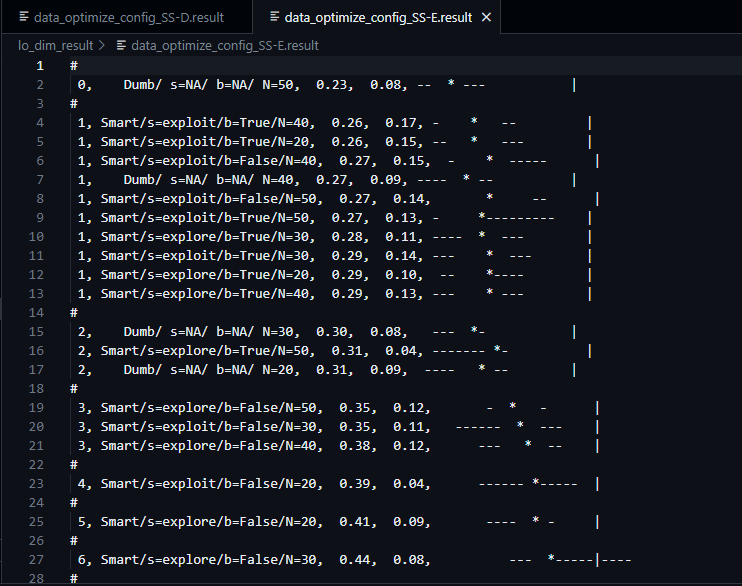 data_optimize_config_SS-D.result data_optimize_config_SS-E.result ×
lo_dim_result > data_optimize_config_SS-E.result
1 #
2 0,    Dumb/ s=NA/ b=NA/ N=50,  0.23,  0.08, --  * ---           |
3 #
4 1, Smart/s=exploit/b=True/N=40,  0.26,  0.17, -    *   --         |
5 1, Smart/s=exploit/b=True/N=20,  0.26,  0.15, --   *   ---        |
6 1, Smart/s=exploit/b=False/N=40,  0.27,  0.15,  -    *  -----      |
7 1,    Dumb/ s=NA/ b=NA/ N=40,  0.27,  0.09, ----  * --          |
8 1, Smart/s=exploit/b=False/N=50,  0.27,  0.14,       *     --      |
9 1, Smart/s=exploit/b=True/N=50,  0.27,  0.13, -     *---------    |
10 1, Smart/s=explore/b=True/N=30,  0.28,  0.11, ----  *  ---        |
11 1, Smart/s=exploit/b=True/N=30,  0.29,  0.14, ---    *  ---       |
12 1, Smart/s=explore/b=True/N=20,  0.29,  0.10,  --    *----        |
13 1, Smart/s=explore/b=True/N=40,  0.29,  0.13, ---    * ---        |
14 #
15 2,    Dumb/ s=NA/ b=NA/ N=30,  0.30,  0.08,   ---  *-           |
16 2, Smart/s=explore/b=True/N=50,  0.31,  0.04, ------- *-          |
17 2,    Dumb/ s=NA/ b=NA/ N=20,  0.31,  0.09,  ----   * --        |
18 #
19 3, Smart/s=explore/b=False/N=50,  0.35,  0.12,       -  *   -      |
20 3, Smart/s=exploit/b=False/N=30,  0.35,  0.11,   ------  *  ---    |
21 3, Smart/s=explore/b=False/N=40,  0.38,  0.12,      ---   *  --    |
22 #
23 4, Smart/s=exploit/b=False/N=20,  0.39,  0.04,      ------ *-----  |
24 #
25 5, Smart/s=explore/b=False/N=20,  0.41,  0.09,       ----  * -     |
26 #
27 6, Smart/s=explore/b=False/N=30,  0.44,  0.08,          ---  *-----|----
28 #